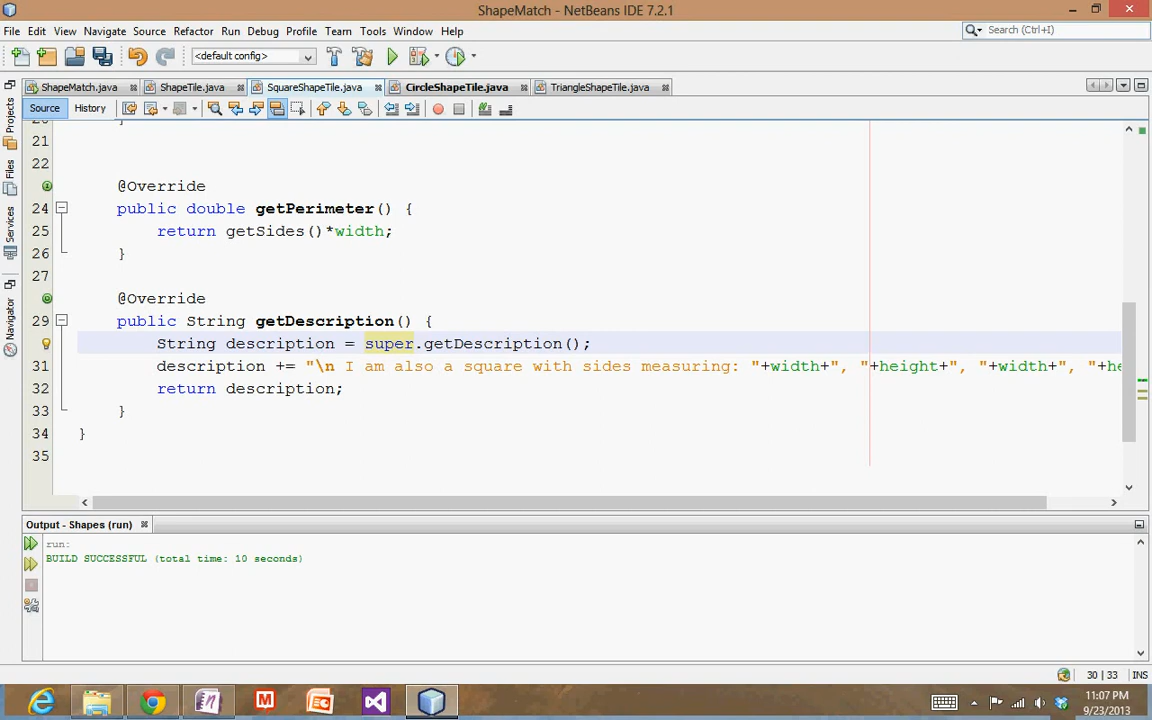 ShapeMatch - NetBeans IDE 7.2.1
File Edit View Navigate Source Refactor Run Debug Profile Team Tools Window Help
Search (Ctrl+I)
<default config>
ShapeMatch.java ShapeTile.java SquareShapeTile.java CircleShapeTile.java TriangleShapeTile.java
Source History
Projects
Files
Services
Navigator
21
22
@Override
24 public double getPerimeter() {
25 return getSides()*width;
26 }
27
@Override
29 public String getDescription() {
String description = super.getDescription();
31 description += "\n I am also a square with sides measuring: "+width+", "+height+", "+width+", "+he
32 return description;
33 }
34 }
35
Output - Shapes (run)
run:
BUILD SUCCESSFUL (total time: 10 seconds)
30 | 33 INS
11:07 PM
9/23/2013